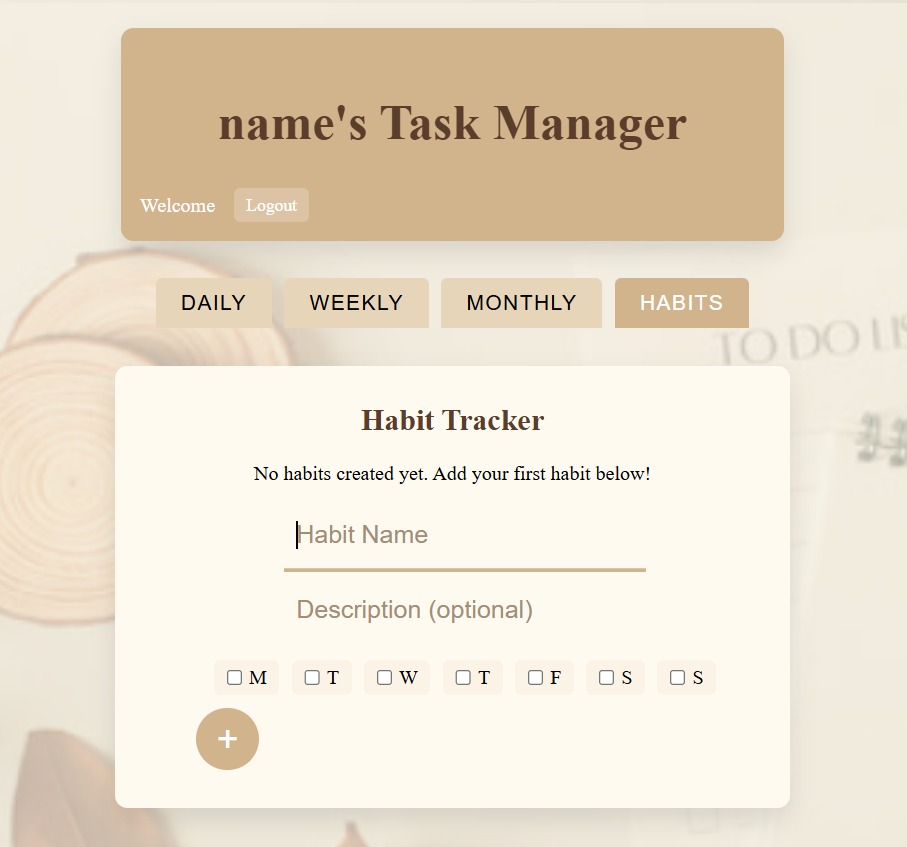 name's Task Manager
Welcome Logout
DAILY WEEKLY MONTHLY HABITS
TO DO
Habit Tracker
No habits created yet. Add your first habit below!
Habit Name
Description (optional)
M T W T F S S
+